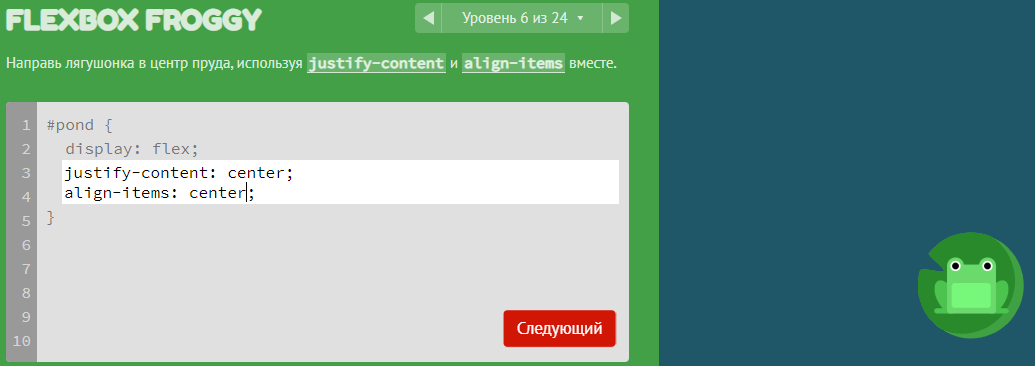 FLEXBOX FROGGY
Уровень 6 из 24
Направь лягушонка в центр пруда, используя justify-content и align-items вместе.
1 #pond {
2 display: flex;
3 justify-content: center;
4 align-items: center;
5 }
6
7
8
9
10
Следующий